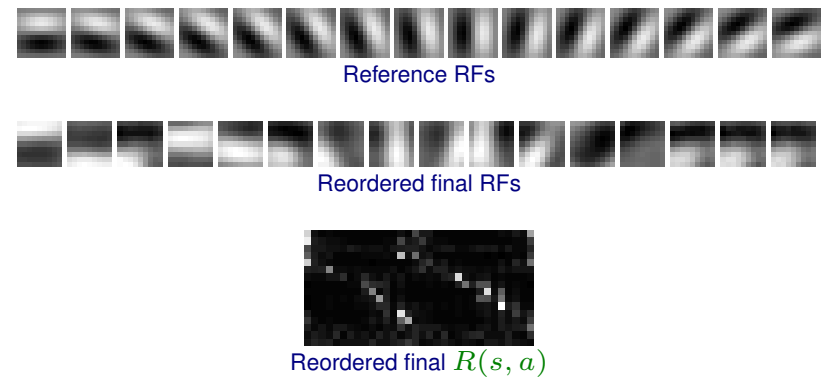 Reference RFs
Reordered final RFs
Reordered final R(s, a)